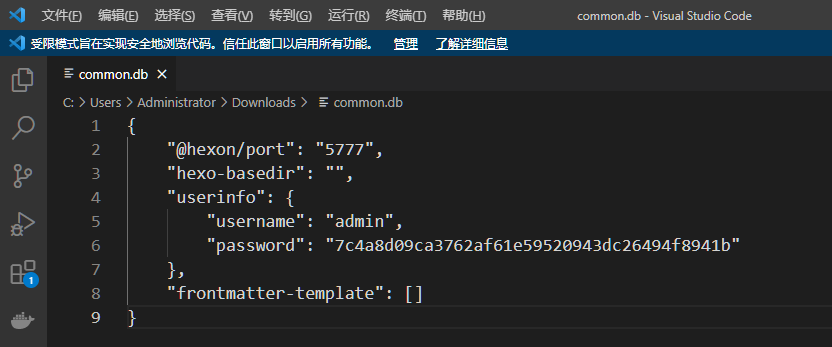 文件(F) 编辑(E) 选择(S) 查看(V) 转到(G) 运行(R) 终端(T) 帮助(H) common.db - Visual Studio Code
受限模式旨在实现安全地浏览代码。信任此窗口以启用所有功能。 管理 了解详细信息
common.db
C: > Users > Administrator > Downloads > common.db
1 {
2 "@hexon/port": "5777",
3 "hexo-basedir": "",
4 "userinfo": {
5 "username": "admin",
6 "password": "7c4a8d09ca3762af61e59520943dc26494f8941b"
7 },
8 "frontmatter-template": []
9 }
1